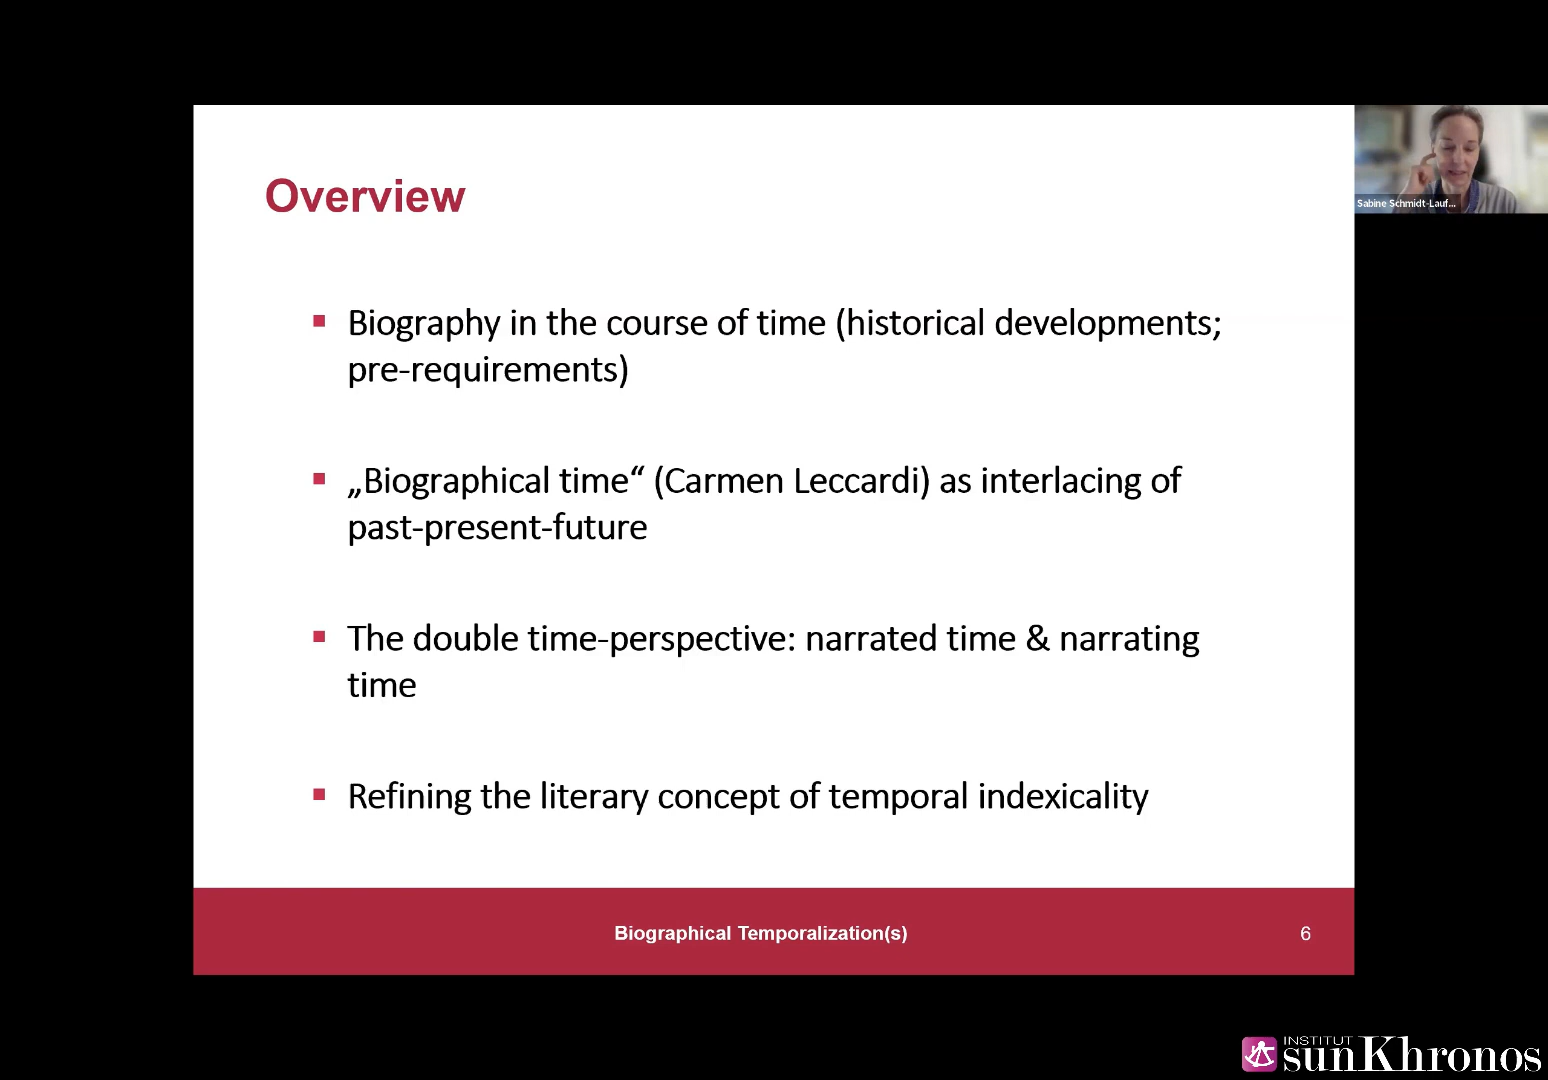 Overview
Biography in the course of time (historical developments;
pre-requirements)
„Biographical time“ (Carmen Leccardi) as interlacing of
past-present-future
The double time-perspective: narrated time & narrating
time
Refining the literary concept of temporal indexicality
Biographical Temporalization(s)
6
Sabine Schmidt-Lauf...
INSTITUT
sunKhronos